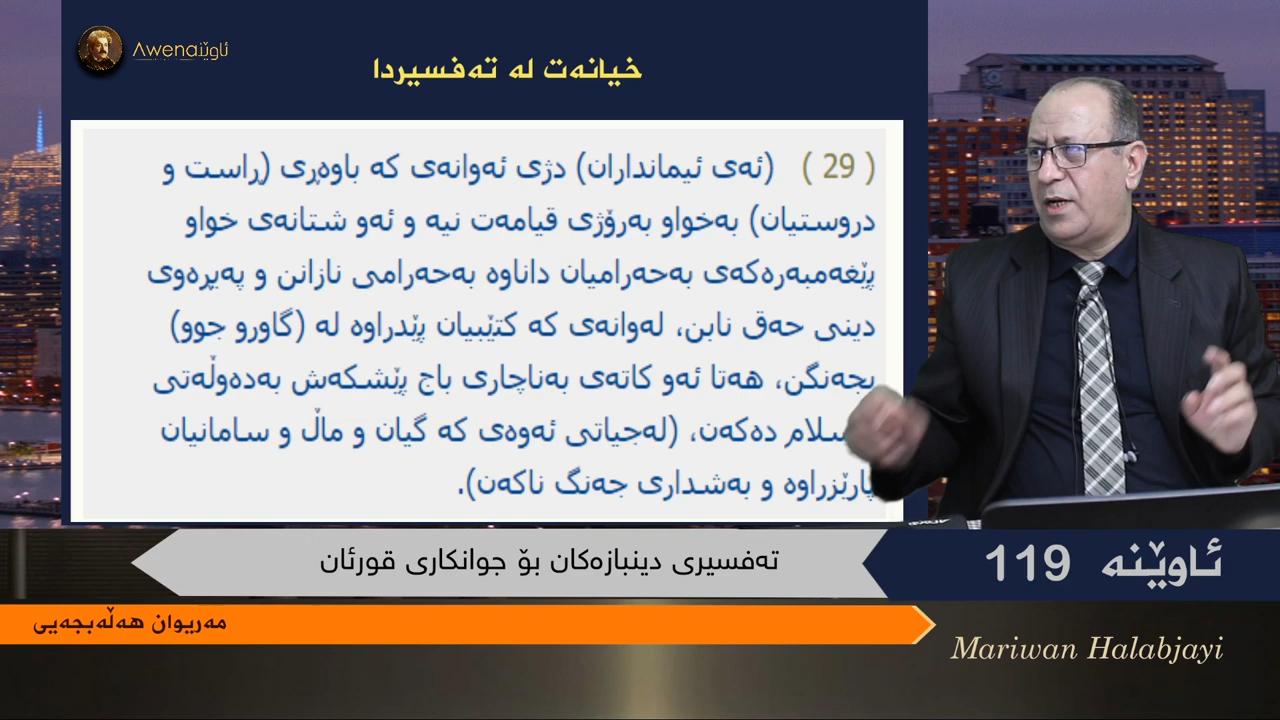 Awena ئاوێنە
خیانەت لە تەفسیردا
( 29 ) (ئەی ئیمانداران) دژی ئەوانەی کە باوەڕی (ڕاست و
دروستیان) بەخواو بەرۆژی قیامەت نیە و ئەو شتانەی خواو
پێغەمبەرەکەی بەحەرامیان داناوە بەحەرامی نازانن و پەیڕەوی
دینی حەق نابن، لەوانەی کە کتێبیان پێدراوە لە (گاورو جوو)
بجەنگن، هەتا ئەو کاتەی بەناچاری باج پێشکەش بەدەوڵەتی
دەکەن، (لەجیاتی ئەوەی کە گیان و ماڵ و سامانیان
پارێزراوە و بەشداری جەنگ ناکەن).
ئاوێنە 119
تەفسیری دینبازەکان بۆ جوانکاری قورئان
مەریوان هەڵەبجەیی
Mariwan Halabjayi